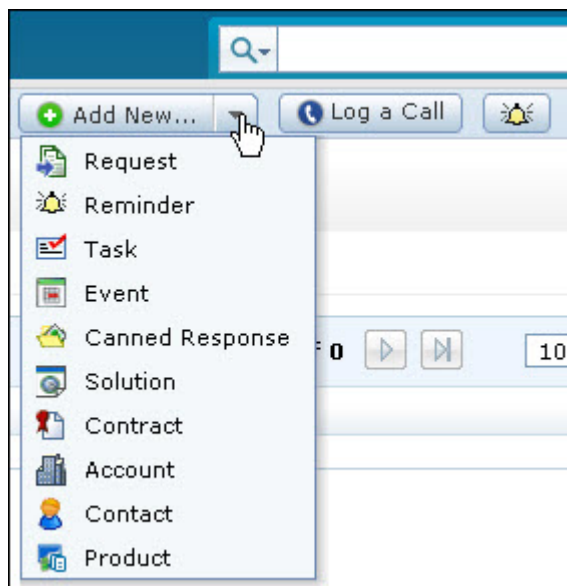 Add New...
Log a Call
Request
Reminder
Task
Event
Canned Response
0
10
Solution
Contract
Account
Contact
Product